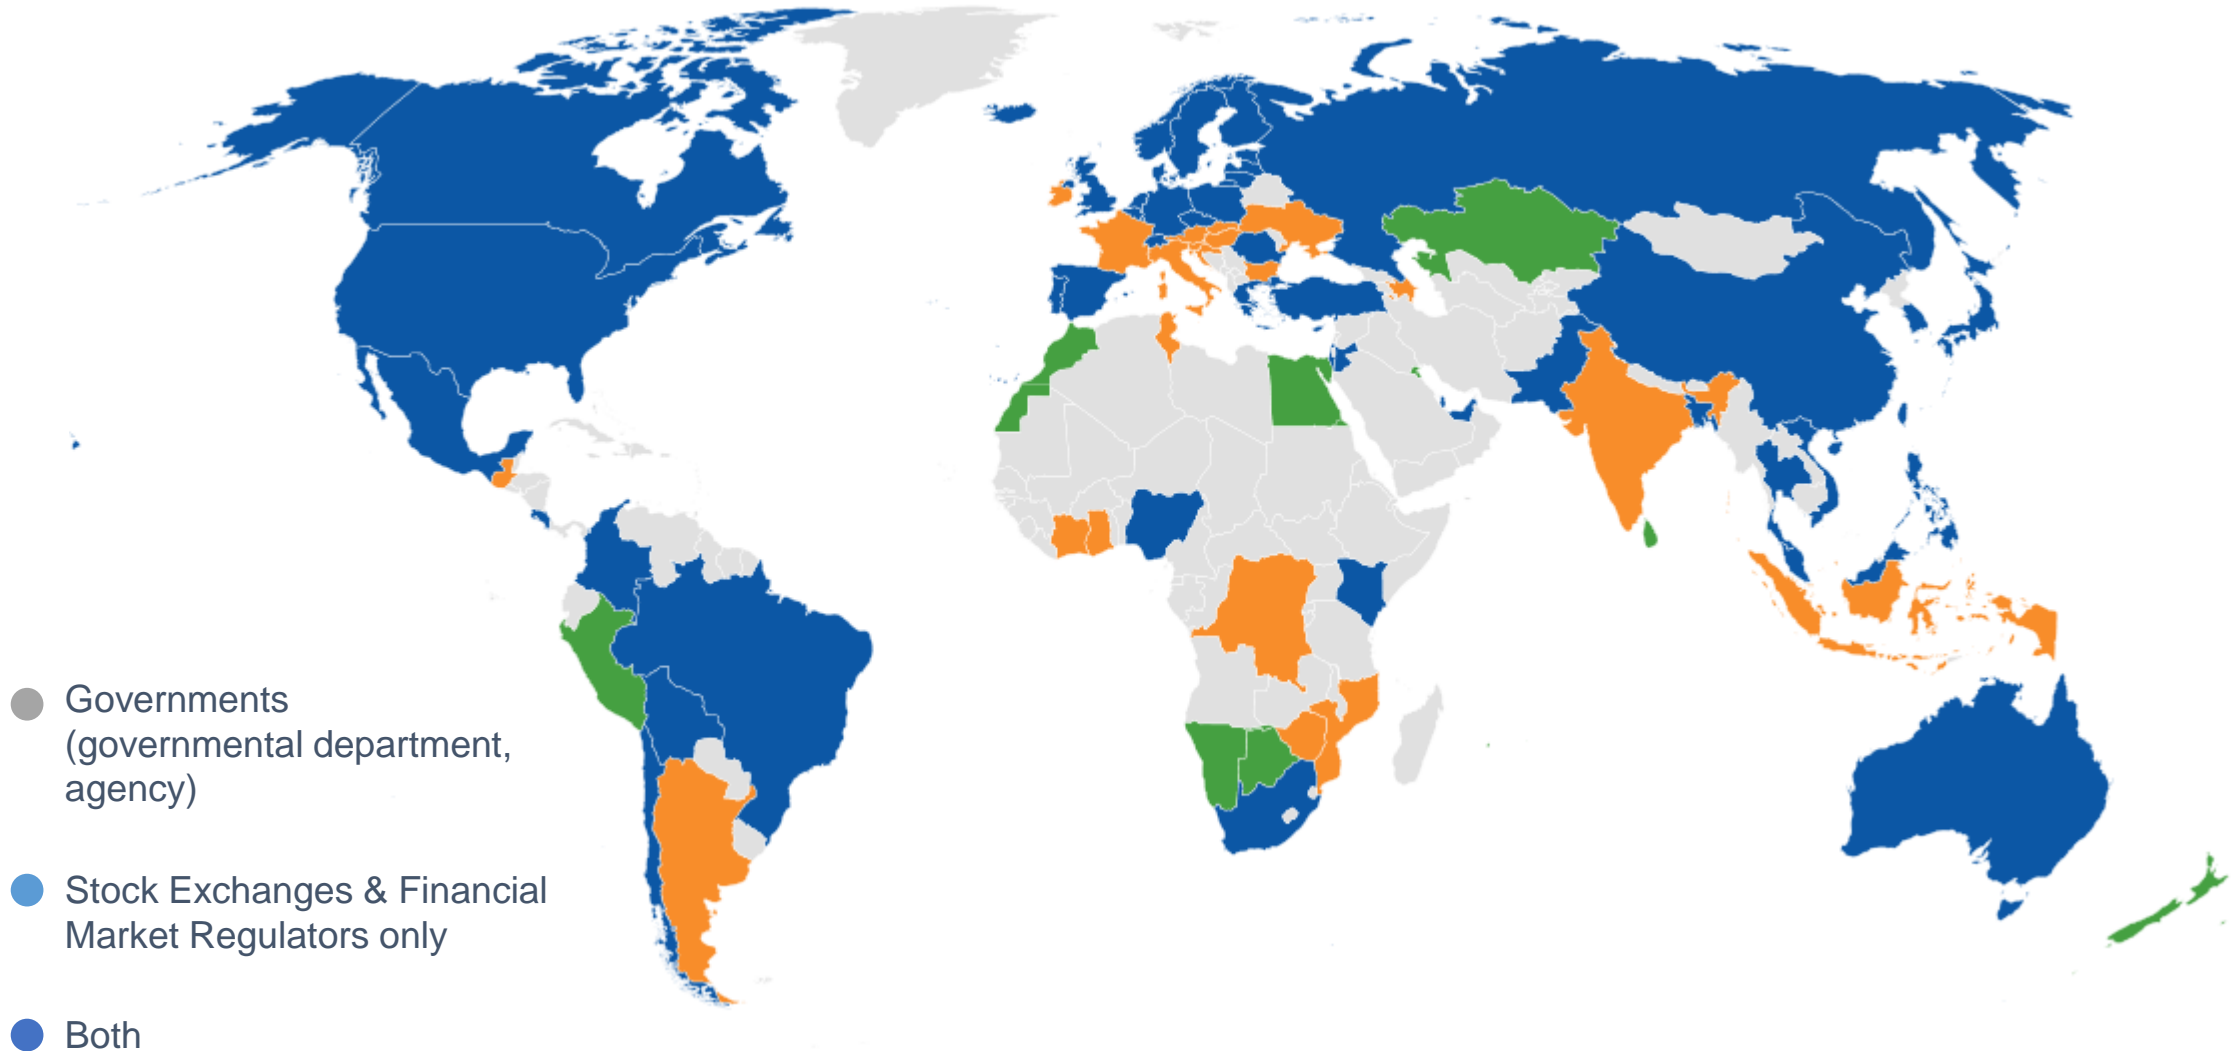 Governments
(governmental department,
agency)
Stock Exchanges & Financial
Market Regulators only
Both